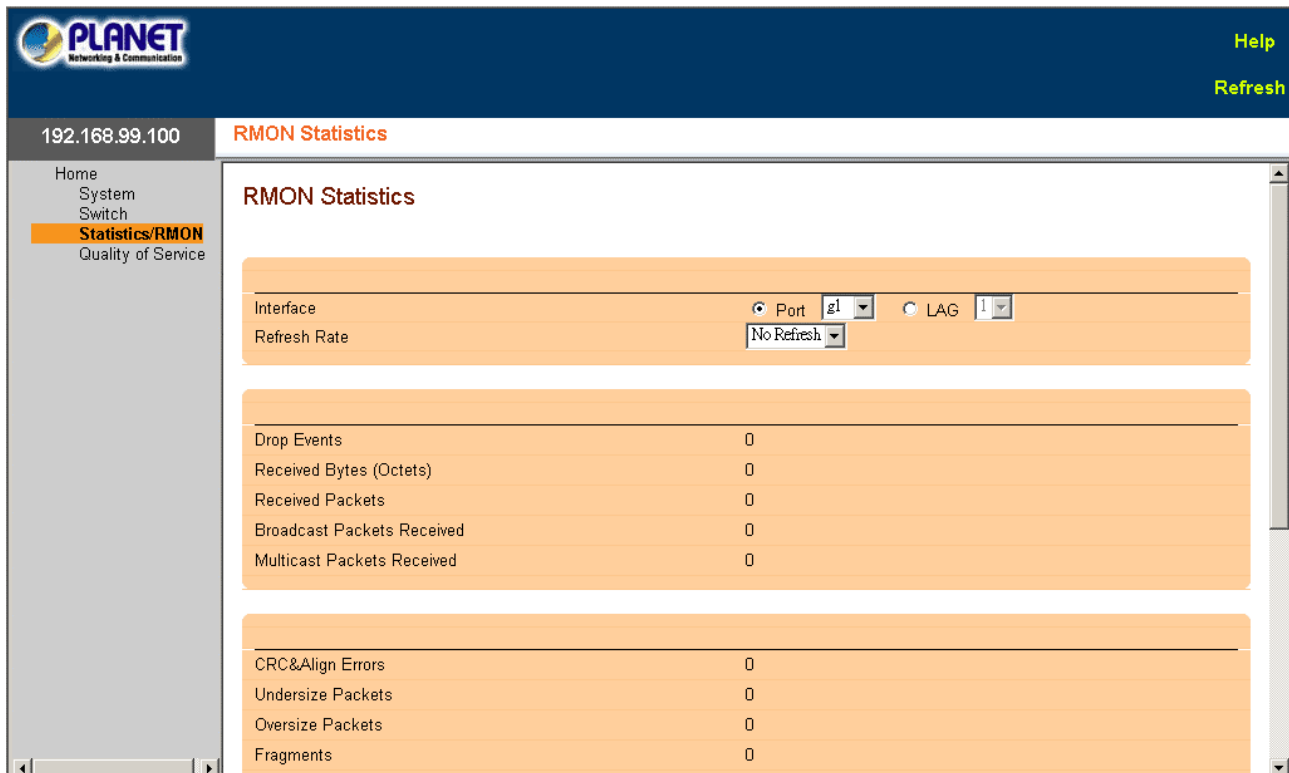 PLANET
Networking & Communication
Help
Refresh
192.168.99.100
RMON Statistics
Home
System
Switch
Statistics/RMON
Quality of Service
RMON Statistics
Interface Port g1 LAG 1
Refresh Rate No Refresh
Drop Events 0
Received Bytes (Octets) 0
Received Packets 0
Broadcast Packets Received 0
Multicast Packets Received 0
CRC&Align Errors 0
Undersize Packets 0
Oversize Packets 0
Fragments 0